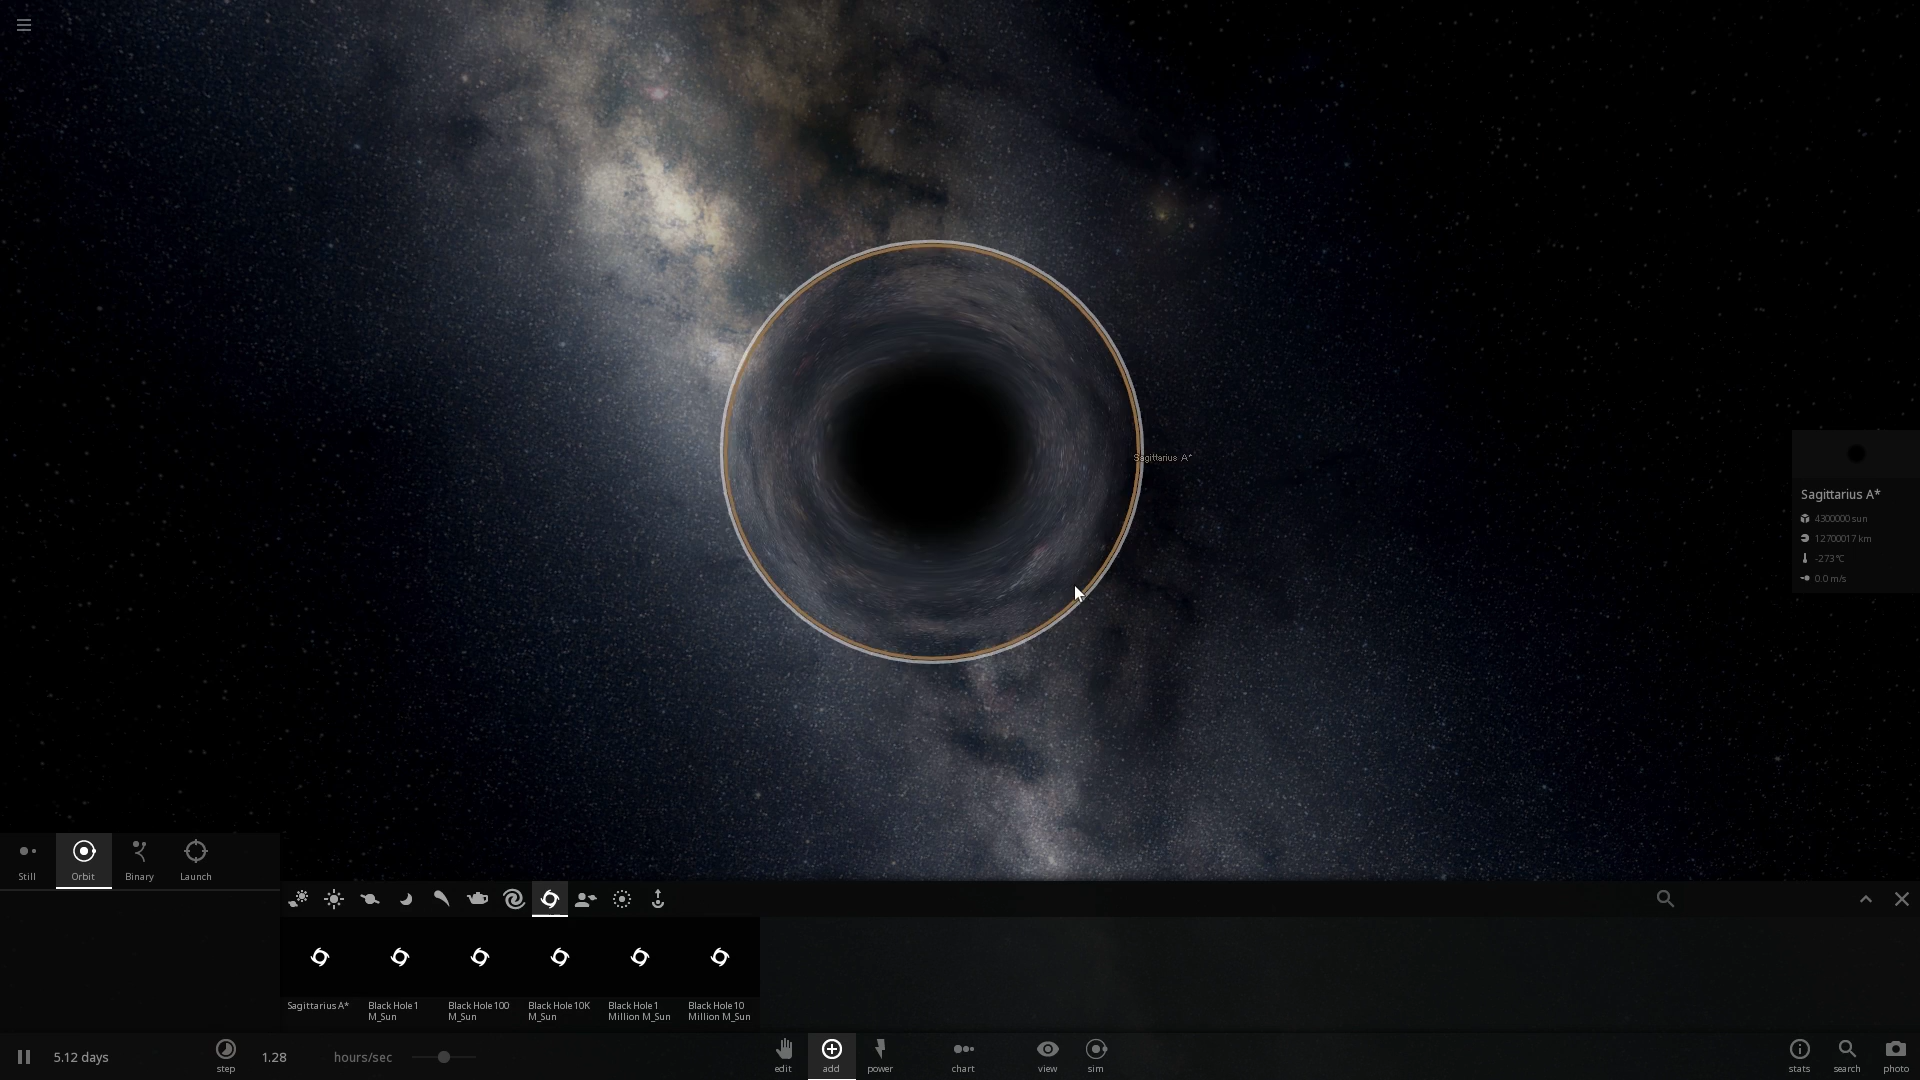 Sagittarius A*
Sagittarius A*
4300000 sun
12700017 km
-273°C
0.0 m/s
Still
Orbit
Binary
Launch
Sagittarius A*
Black Hole 1
M_Sun
Black Hole 100
M_Sun
Black Hole 10K
M_Sun
Black Hole 1
Million M_Sun
Black Hole 10
Million M_Sun
5.12 days
step
1.28
hours/sec
edit
add
power
chart
view
sim
stats
search
photo